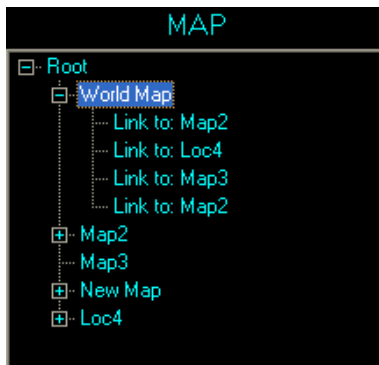 MAP
Root
World Map
Link to: Map2
Link to: Loc4
Link to: Map3
Link to: Map2
Map2
Map3
New Map
Loc4